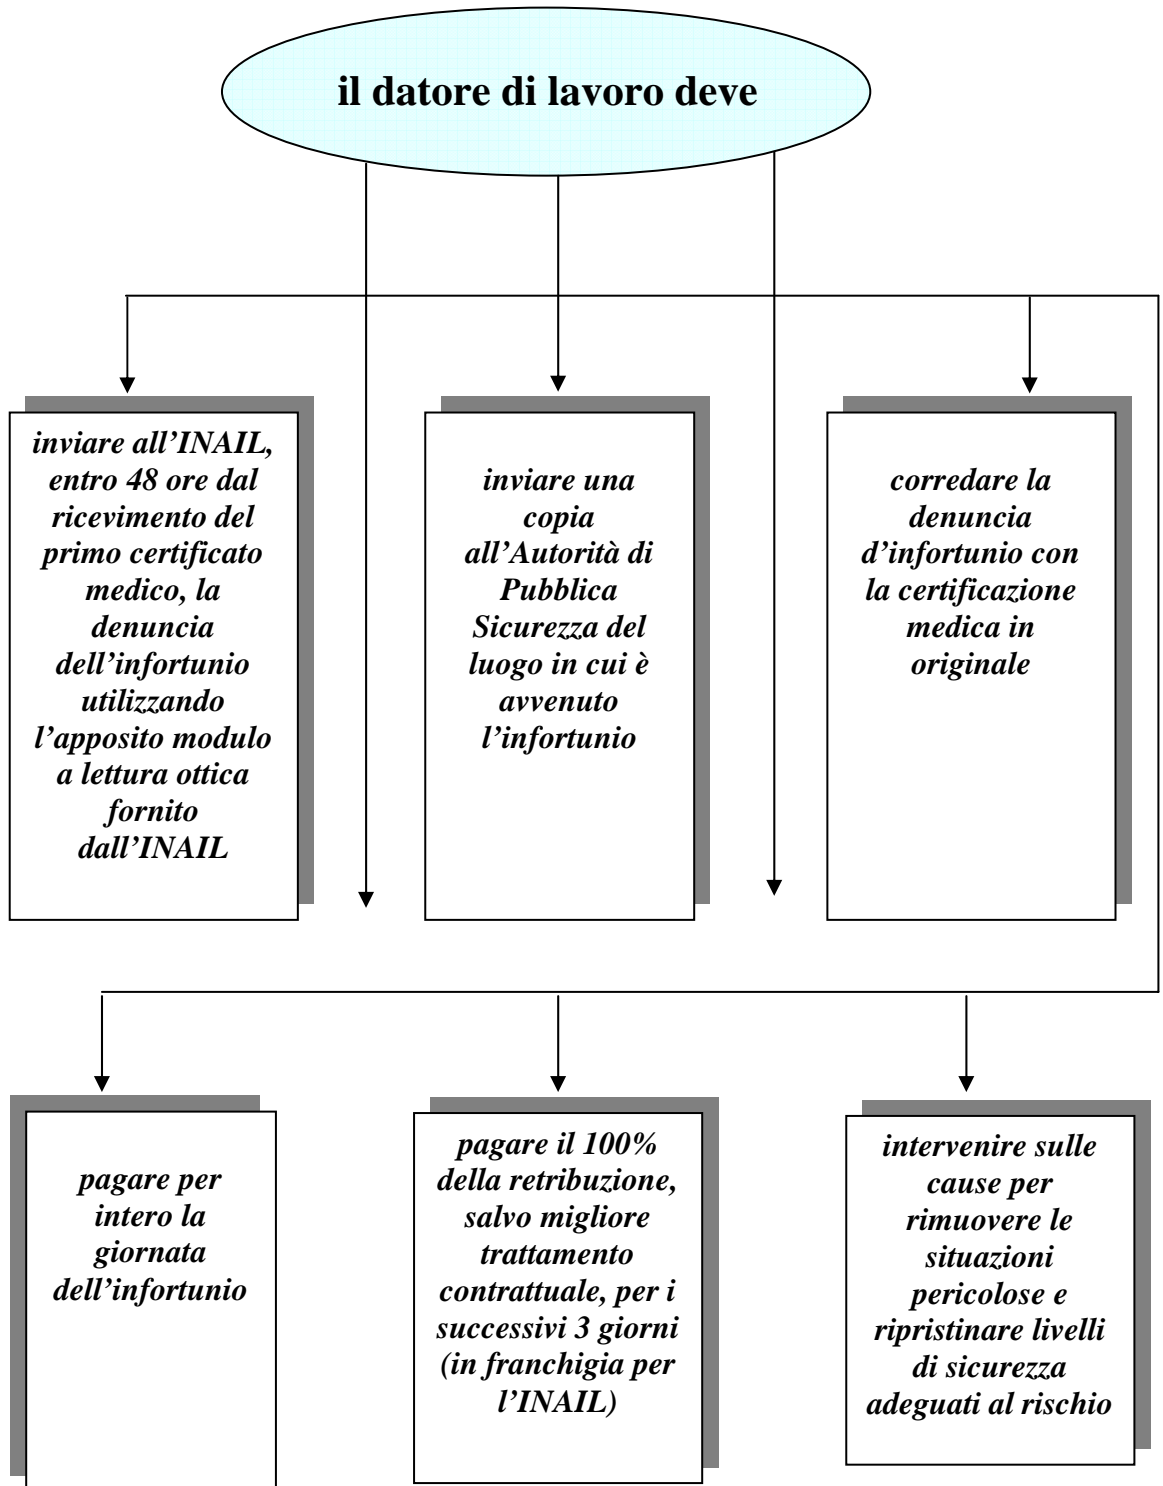 il datore di lavoro deve
inviare all’INAIL,
entro 48 ore dal
ricevimento del
primo certificato
medico, la
denuncia
dell’infortunio
utilizzando
l’apposito modulo
a lettura ottica
fornito
dall’INAIL
inviare una
copia
all’Autorità di
Pubblica
Sicurezza del
luogo in cui è
avvenuto
l’infortunio
corredare la
denuncia
d’infortunio con
la certificazione
medica in
originale
pagare per
intero la
giornata
dell’infortunio
pagare il 100%
della retribuzione,
salvo migliore
trattamento
contrattuale, per i
successivi 3 giorni
(in franchigia per
l’INAIL)
intervenire sulle
cause per
rimuovere le
situazioni
pericolose e
ripristinare livelli
di sicurezza
adeguati al rischio